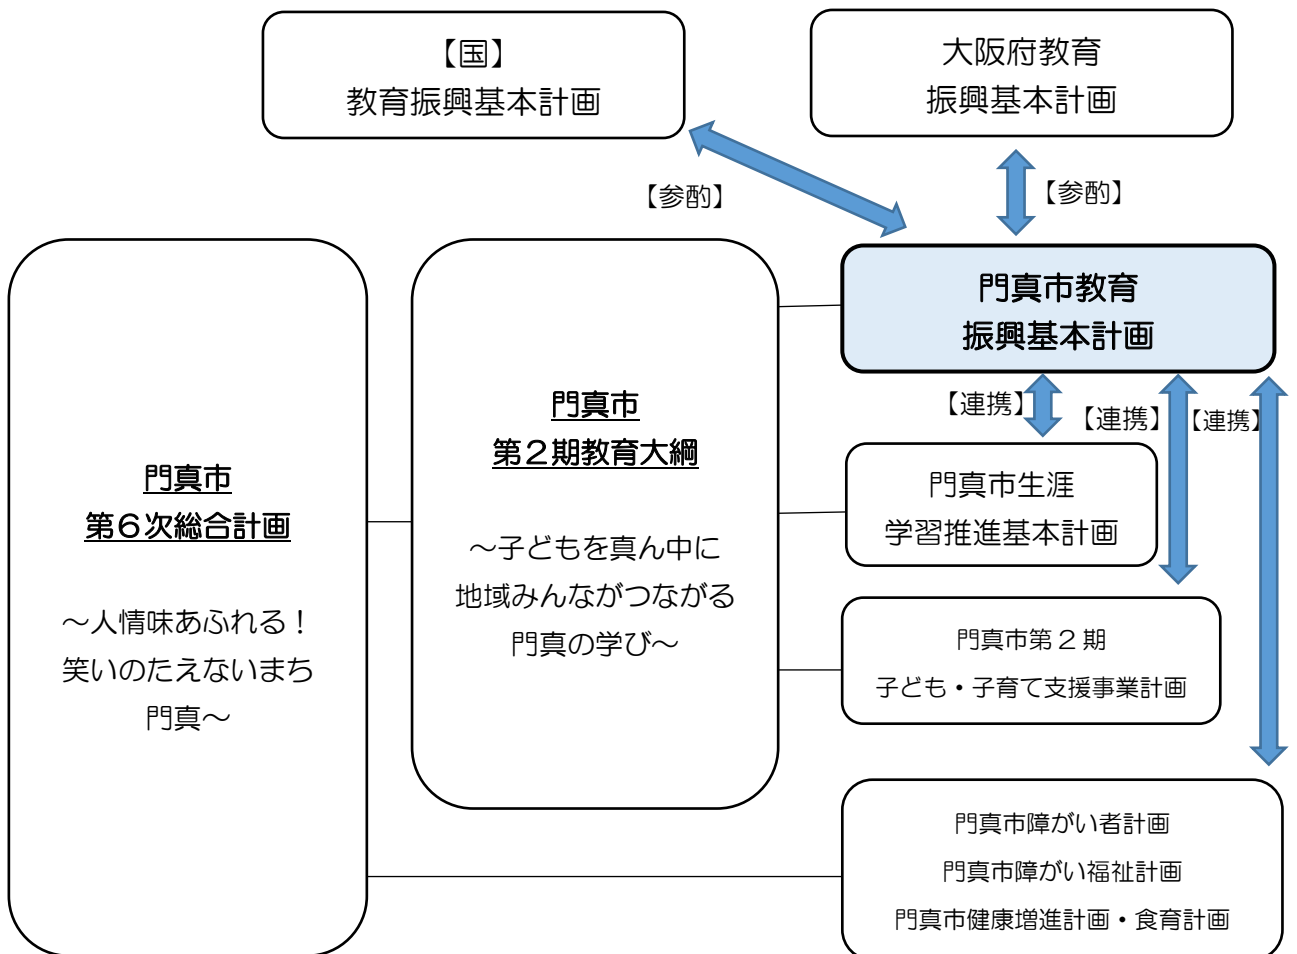 【国】
教育振興基本計画
大阪府教育
振興基本計画
【参酌】
【参酌】
門真市教育
振興基本計画
【連携】
【連携】
【連携】
門真市
第6次総合計画
～人情味あふれる！
笑いのたえないまち
門真～
門真市
第２期教育大綱
～子どもを真ん中に
地域みんながつながる
門真の学び～
門真市生涯
学習推進基本計画
門真市第 2 期
子ども・子育て支援事業計画
門真市障がい者計画
門真市障がい福祉計画
門真市健康増進計画・食育計画